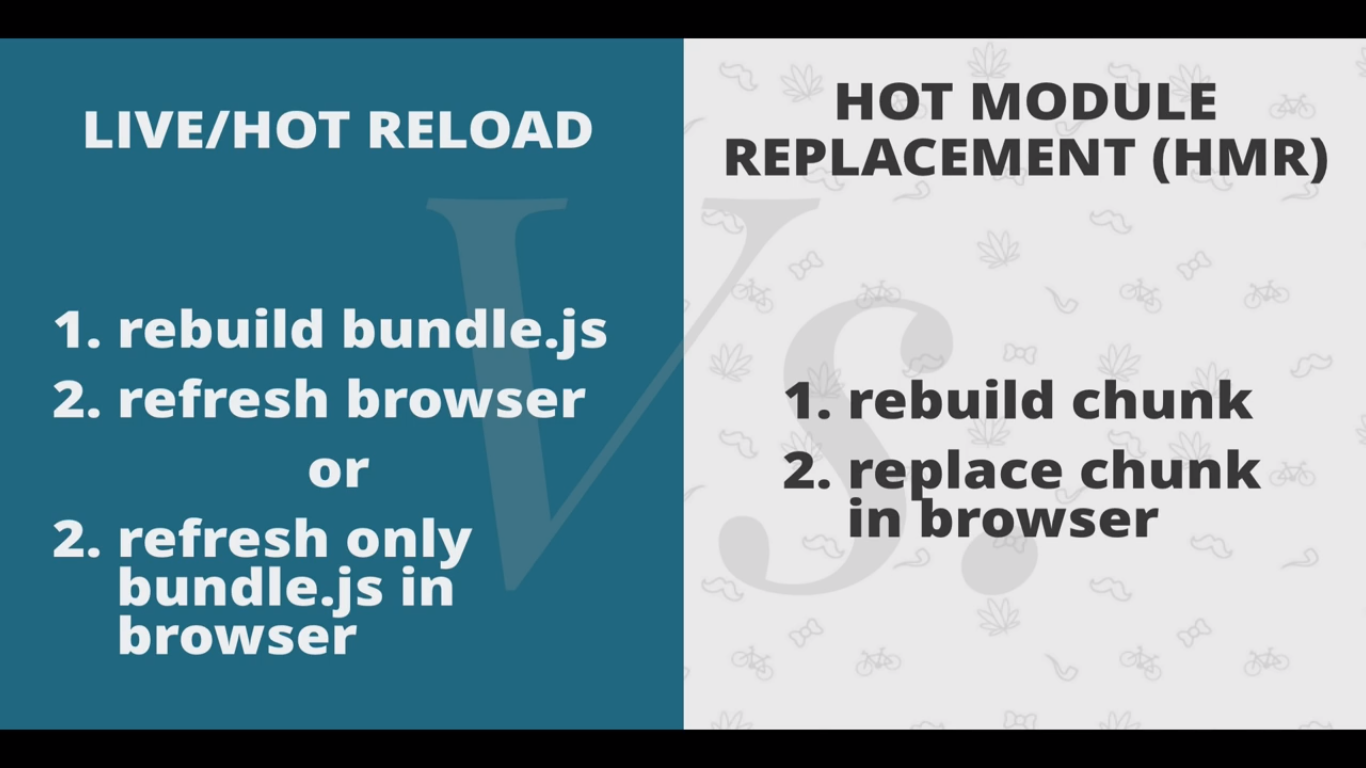 LIVE/HOT RELOAD
1. rebuild bundle.js
2. refresh browser
or
2. refresh only
bundle.js in
browser
Vs.
HOT MODULE
REPLACEMENT (HMR)
1. rebuild chunk
2. replace chunk
in browser